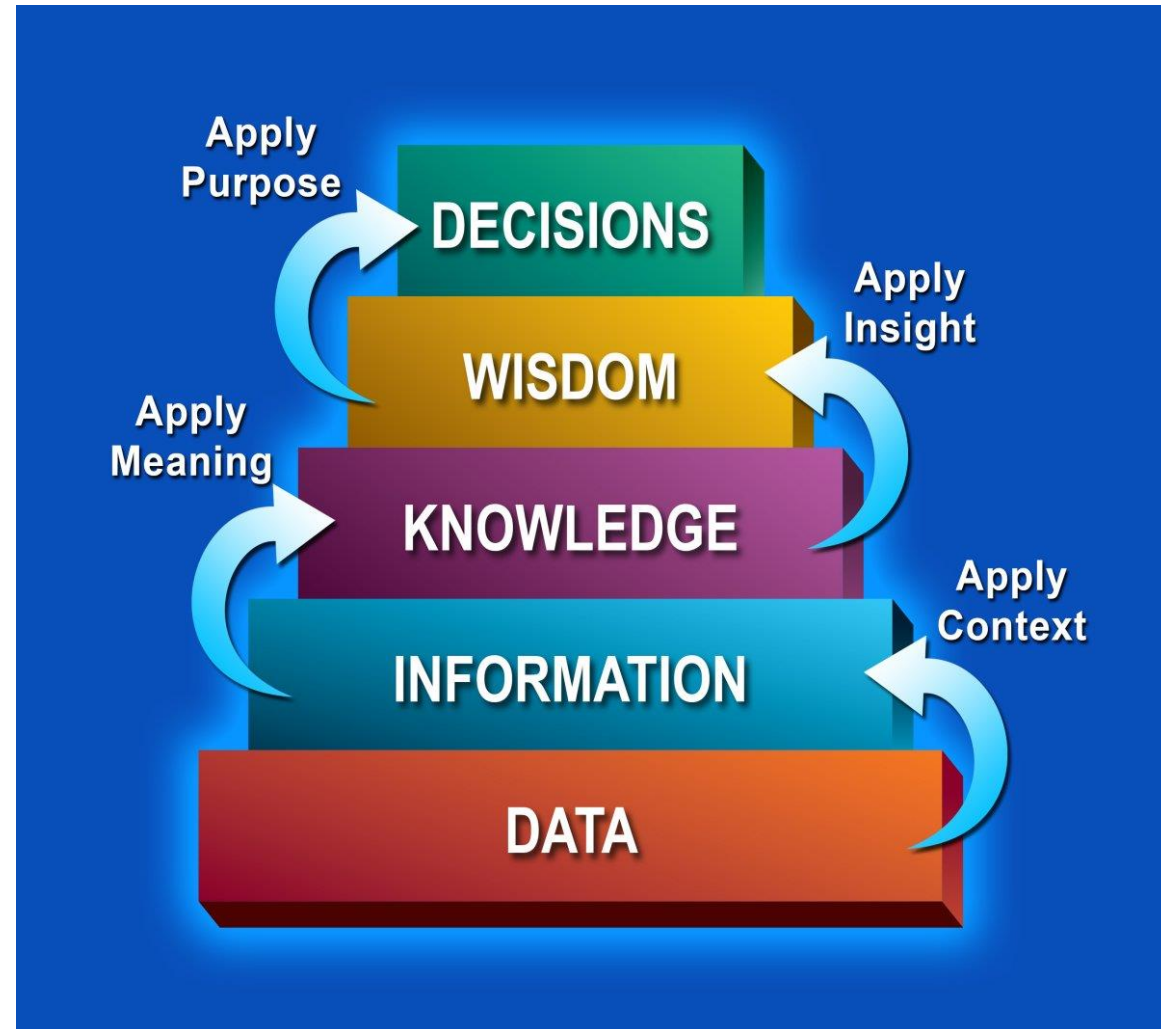 Apply
Purpose
DECISIONS
Apply
Insight
WISDOM
Apply
Meaning
KNOWLEDGE
Apply
Context
INFORMATION
DATA